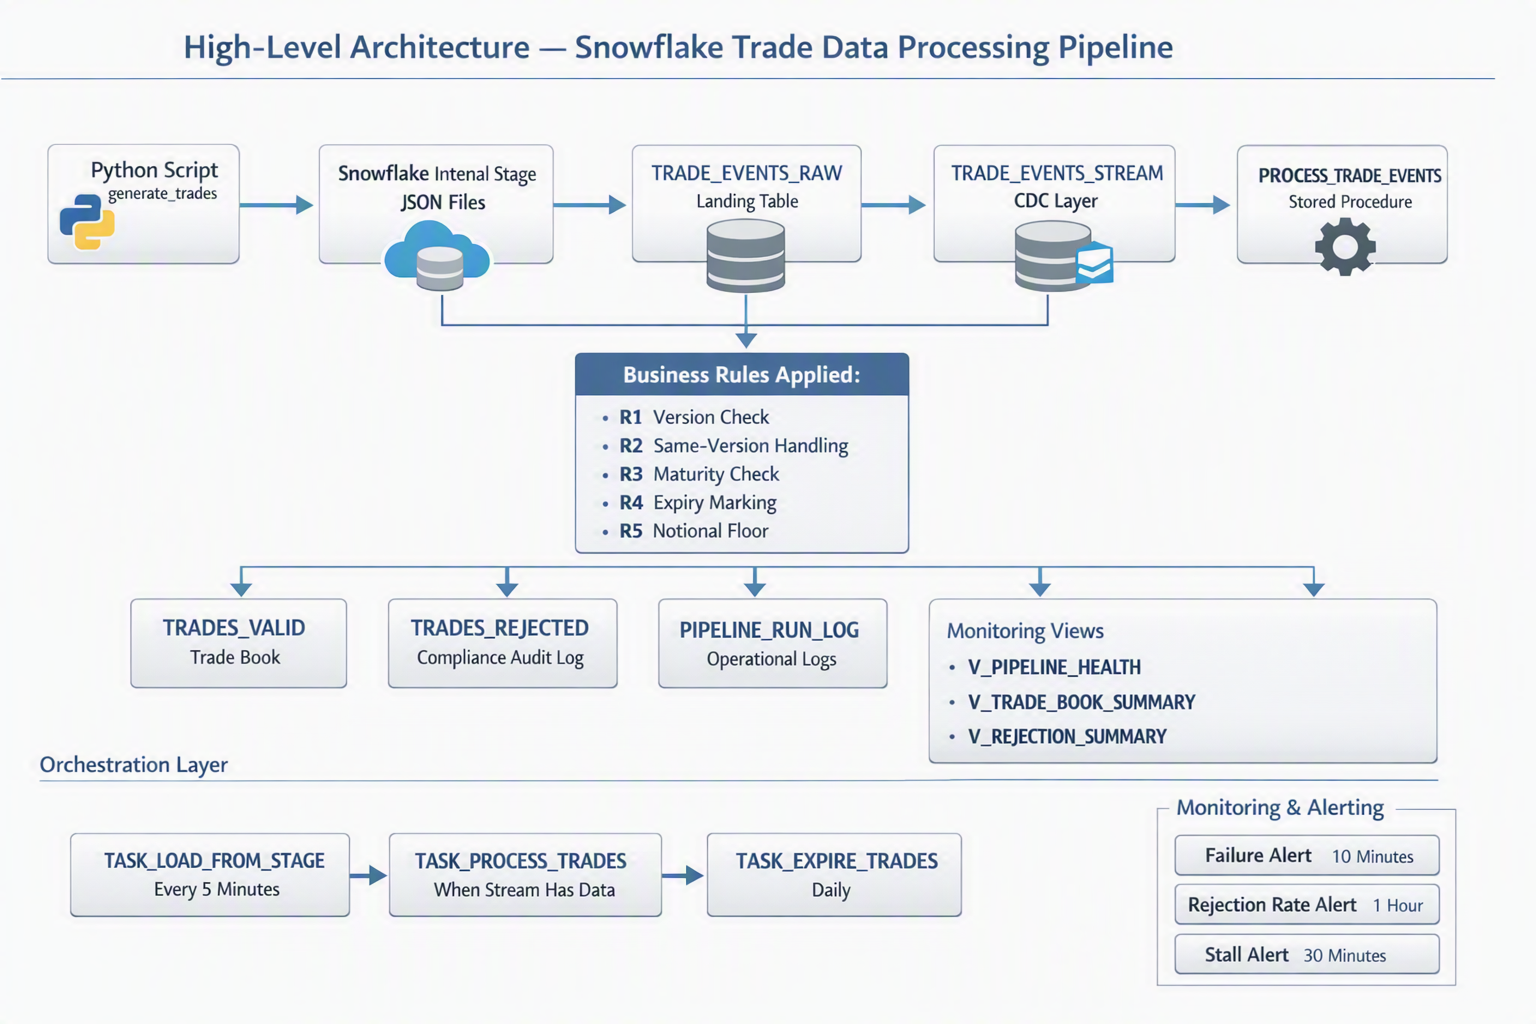 High-Level Architecture — Snowflake Trade Data Processing Pipeline
Python Script
generate_trades
Snowflake Intenal Stage
JSON Files
TRADE_EVENTS_RAW
Landing Table
TRADE_EVENTS_STREAM
CDC Layer
PROCESS_TRADE_EVENTS
Stored Procedure
Business Rules Applied:
• R1 Version Check
• R2 Same-Version Handling
• R3 Maturity Check
• R4 Expiry Marking
• R5 Notional Floor
TRADES_VALID
Trade Book
TRADES_REJECTED
Compliance Audit Log
PIPELINE_RUN_LOG
Operational Logs
Monitoring Views
• V_PIPELINE_HEALTH
• V_TRADE_BOOK_SUMMARY
• V_REJECTION_SUMMARY
Orchestration Layer
TASK_LOAD_FROM_STAGE
Every 5 Minutes
TASK_PROCESS_TRADES
When Stream Has Data
TASK_EXPIRE_TRADES
Daily
Monitoring & Alerting
Failure Alert 10 Minutes
Rejection Rate Alert 1 Hour
Stall Alert 30 Minutes